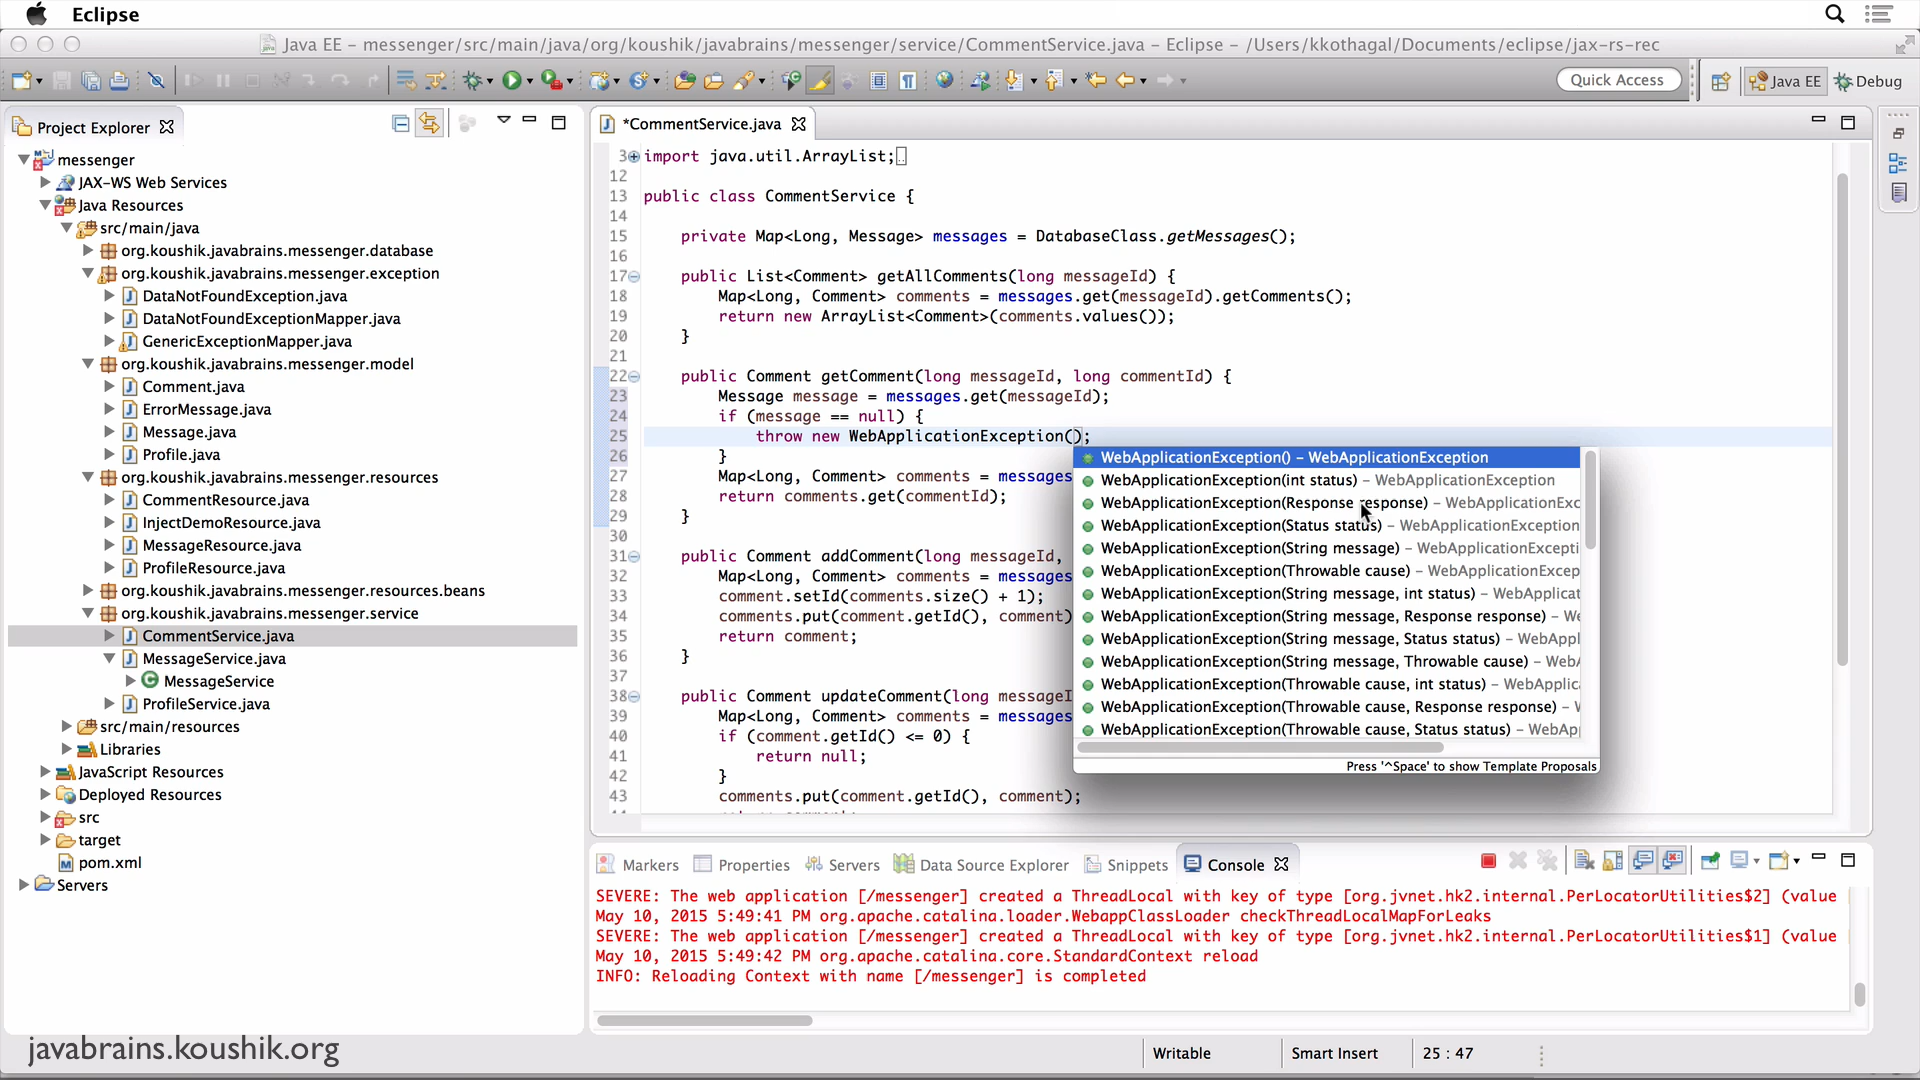 Eclipse
Java EE – messenger/src/main/java/org/koushik/javabrains/messenger/service/CommentService.java – Eclipse – /Users/kkothagal/Documents/eclipse/jax-rs-rec
Quick Access
Java EE
Debug
Project Explorer
messenger
JAX-WS Web Services
Java Resources
src/main/java
org.koushik.javabrains.messenger.database
org.koushik.javabrains.messenger.exception
DataNotFoundException.java
DataNotFoundExceptionMapper.java
GenericExceptionMapper.java
org.koushik.javabrains.messenger.model
Comment.java
ErrorMessage.java
Message.java
Profile.java
org.koushik.javabrains.messenger.resources
CommentResource.java
InjectDemoResource.java
MessageResource.java
ProfileResource.java
org.koushik.javabrains.messenger.resources.beans
org.koushik.javabrains.messenger.service
CommentService.java
MessageService.java
MessageService
ProfileService.java
src/main/resources
Libraries
JavaScript Resources
Deployed Resources
src
target
pom.xml
Servers
*CommentService.java
3 import java.util.ArrayList;
12
13 public class CommentService {
14
15 private Map<Long, Message> messages = DatabaseClass.getMessages();
16
17 public List<Comment> getAllComments(long messageId) {
18 Map<Long, Comment> comments = messages.get(messageId).getComments();
19 return new ArrayList<Comment>(comments.values());
20 }
21
22 public Comment getComment(long messageId, long commentId) {
23 Message message = messages.get(messageId);
24 if (message == null) {
25 throw new WebApplicationException();
26 }
27 Map<Long, Comment> comments = messages
28 return comments.get(commentId);
29 }
30
31 public Comment addComment(long messageId,
32 Map<Long, Comment> comments = messages
33 comment.setId(comments.size() + 1);
34 comments.put(comment.getId(), comment)
35 return comment;
36 }
37
38 public Comment updateComment(long messageI
39 Map<Long, Comment> comments = messages
40 if (comment.getId() <= 0) {
41 return null;
42 }
43 comments.put(comment.getId(), comment);
WebApplicationException() – WebApplicationException
WebApplicationException(int status) – WebApplicationException
WebApplicationException(Response response) – WebApplicationExc
WebApplicationException(Status status) – WebApplicationException
WebApplicationException(String message) – WebApplicationExcepti
WebApplicationException(Throwable cause) – WebApplicationExcep
WebApplicationException(String message, int status) – WebApplicat
WebApplicationException(String message, Response response) – We
WebApplicationException(String message, Status status) – WebAppl
WebApplicationException(String message, Throwable cause) – WebA
WebApplicationException(Throwable cause, int status) – WebApplic
WebApplicationException(Throwable cause, Response response) – W
WebApplicationException(Throwable cause, Status status) – WebAp
Press '^Space' to show Template Proposals
Markers
Properties
Servers
Data Source Explorer
Snippets
Console
SEVERE: The web application [/messenger] created a ThreadLocal with key of type [org.jvnet.hk2.internal.PerLocatorUtilities$2] (value
May 10, 2015 5:49:41 PM org.apache.catalina.loader.WebappClassLoader checkThreadLocalMapForLeaks
SEVERE: The web application [/messenger] created a ThreadLocal with key of type [org.jvnet.hk2.internal.PerLocatorUtilities$1] (value
May 10, 2015 5:49:42 PM org.apache.catalina.core.StandardContext reload
INFO: Reloading Context with name [/messenger] is completed
javabrains.koushik.org
Writable
Smart Insert
25 : 47